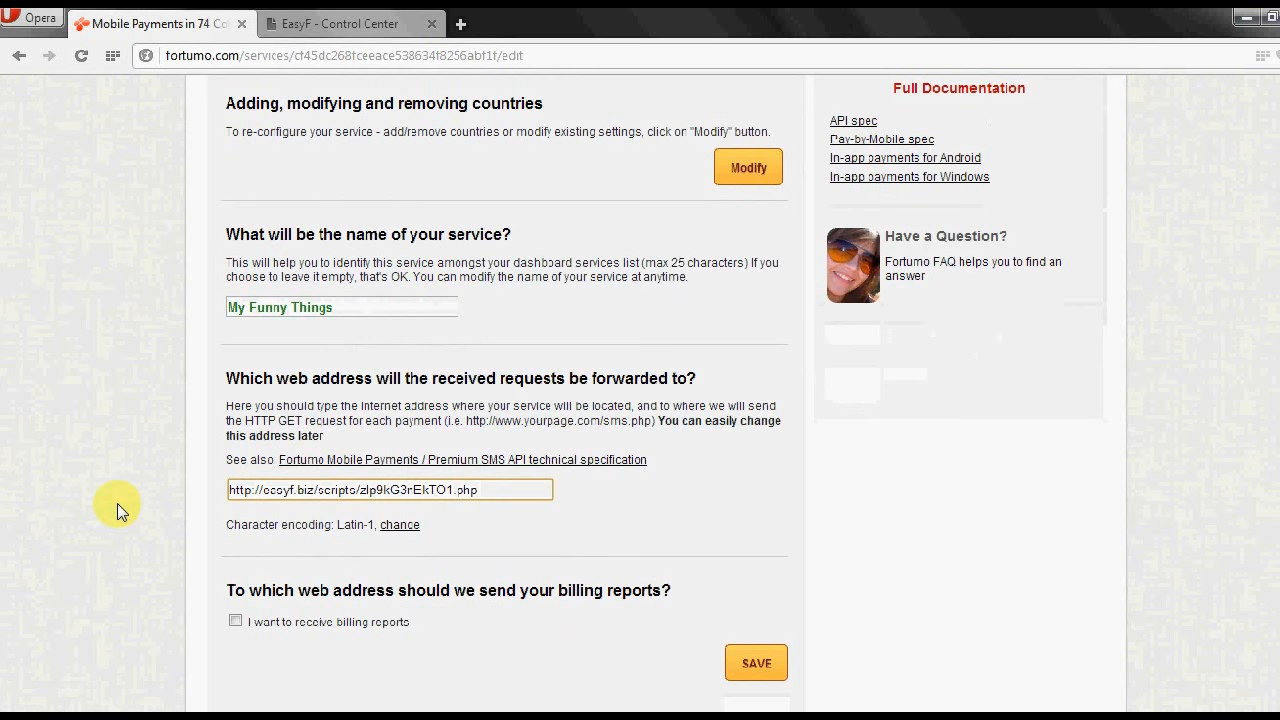 Opera
Mobile Payments in 74 Co
EasyF - Control Center
fortumo.com/services/cf45dc268fceeace538634f8256abf1f/edit
Adding, modifying and removing countries
To re-configure your service - add/remove countries or modify existing settings, click on "Modify" button.
Modify
What will be the name of your service?
This will help you to identify this service amongst your dashboard services list (max 25 characters) If you
choose to leave it empty, that's OK. You can modify the name of your service at anytime.
My Funny Things
Which web address will the received requests be forwarded to?
Here you should type the Internet address where your service will be located, and to where we will send
the HTTP GET request for each payment (i.e. http://www.yourpage.com/sms.php) You can easily change
this address later
See also Fortumo Mobile Payments / Premium SMS API technical specification
http://easyf.biz/scripts/zlp9kG3nEkTO1.php
Character encoding: Latin-1, chance
To which web address should we send your billing reports?
I want to receive billing reports
SAVE
Full Documentation
API spec
Pay-by-Mobile spec
In-app payments for Android
In-app payments for Windows
Have a Question?
Fortumo FAQ helps you to find an
answer